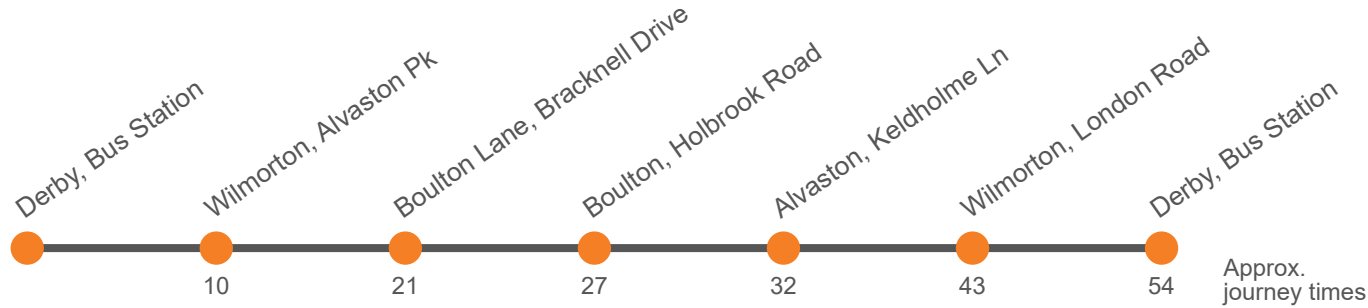 Derby, Bus Station
Wilmorton, Alvaston Pk
Boulton Lane, Bracknell Drive
Boulton, Holbrook Road
Alvaston, Keldholme Ln
Wilmorton, London Road
Derby, Bus Station
10
21
27
32
43
54
Approx.
journey times